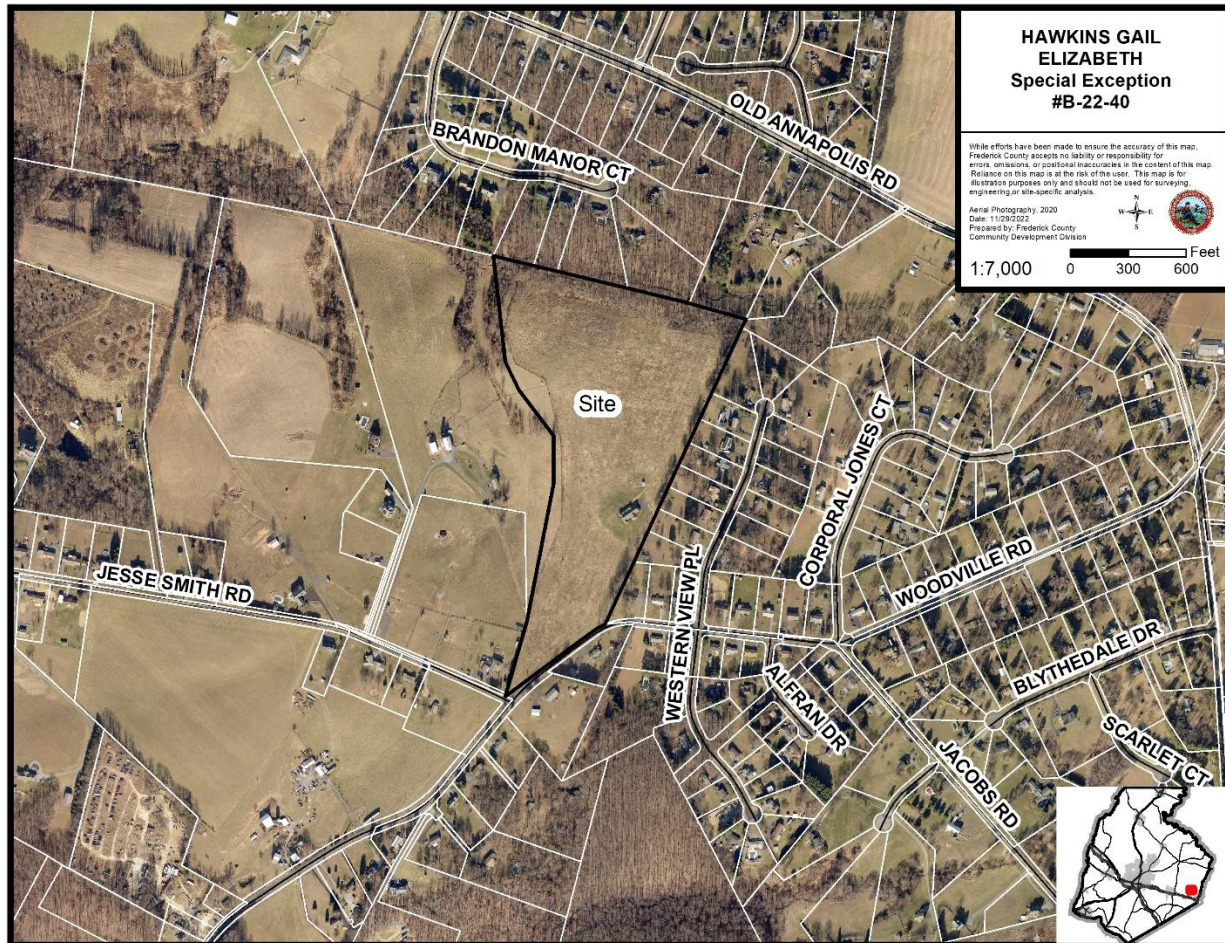 HAWKINS GAIL
ELIZABETH
Special Exception
#B-22-40
While efforts have been made to ensure the accuracy of this map,
Frederick County accepts no liability or responsibility for
errors, omissions, or positional inaccuracies in the content of this map.
Reliance on this map is at the risk of the user. This map is for
illustration purposes only and should not be used for surveying,
engineering, or site-specific analysis.
Aerial Photography, 2020
Date: 11/29/2022
Prepared by: Frederick County
Community Development Division
N
W E
S
Feet
1:7,000
0 300 600
OLD ANNAPOLIS RD
BRANDON MANOR CT
Site
CORPORAL JONES CT
WOODVILLE RD
JESSE SMITH RD
WESTERN VIEW PL
BLYTHEDALE DR
ALFRAN DR
SCARLET CT
JACOBS RD